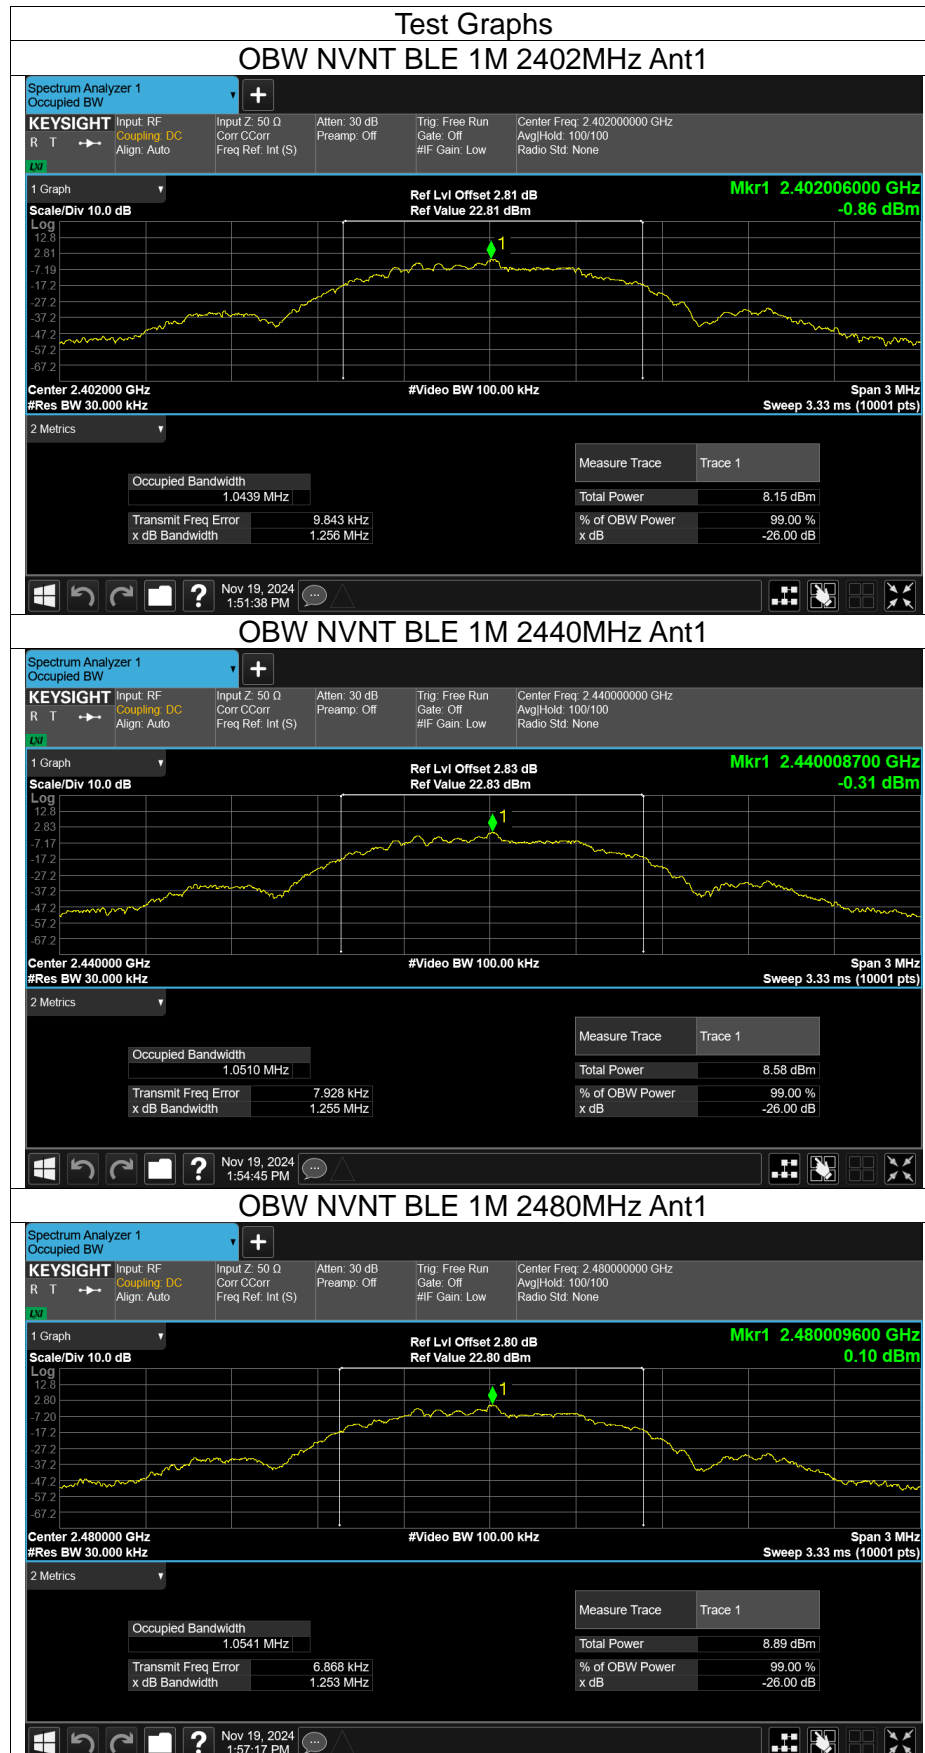 Test Graphs
OBW NVNT BLE 1M 2402MHz Ant1
Spectrum Analyzer 1
Occupied BW
+
KEYSIGHT Input: RF Input Z: 50 Ω Atten: 30 dB Trig: Free Run Center Freq: 2.402000000 GHz
R T Coupling: DC Corr CCorr Preamp: Off Gate: Off Avg|Hold: 100/100
Align: Auto Freq Ref: Int (S) #IF Gain: Low Radio Std: None
LXI
1 Graph Ref Lvl Offset 2.81 dB Mkr1 2.402006000 GHz
Scale/Div 10.0 dB Ref Value 22.81 dBm -0.86 dBm
Log
12.8
1
2.81
-7.19
-17.2
-27.2
-37.2
-47.2
-57.2
-67.2
Center 2.402000 GHz #Video BW 100.00 kHz Span 3 MHz
#Res BW 30.000 kHz Sweep 3.33 ms (10001 pts)
2 Metrics
Measure Trace Trace 1
Occupied Bandwidth
1.0439 MHz Total Power 8.15 dBm
Transmit Freq Error 9.843 kHz % of OBW Power 99.00 %
x dB Bandwidth 1.256 MHz x dB -26.00 dB
? Nov 19, 2024
1:51:38 PM
OBW NVNT BLE 1M 2440MHz Ant1
Spectrum Analyzer 1
Occupied BW
+
KEYSIGHT Input: RF Input Z: 50 Ω Atten: 30 dB Trig: Free Run Center Freq: 2.440000000 GHz
R T Coupling: DC Corr CCorr Preamp: Off Gate: Off Avg|Hold: 100/100
Align: Auto Freq Ref: Int (S) #IF Gain: Low Radio Std: None
LXI
1 Graph Ref Lvl Offset 2.83 dB Mkr1 2.440008700 GHz
Scale/Div 10.0 dB Ref Value 22.83 dBm -0.31 dBm
Log
12.8
1
2.83
-7.17
-17.2
-27.2
-37.2
-47.2
-57.2
-67.2
Center 2.440000 GHz #Video BW 100.00 kHz Span 3 MHz
#Res BW 30.000 kHz Sweep 3.33 ms (10001 pts)
2 Metrics
Measure Trace Trace 1
Occupied Bandwidth
1.0510 MHz Total Power 8.58 dBm
Transmit Freq Error 7.928 kHz % of OBW Power 99.00 %
x dB Bandwidth 1.255 MHz x dB -26.00 dB
? Nov 19, 2024
1:54:45 PM
OBW NVNT BLE 1M 2480MHz Ant1
Spectrum Analyzer 1
Occupied BW
+
KEYSIGHT Input: RF Input Z: 50 Ω Atten: 30 dB Trig: Free Run Center Freq: 2.480000000 GHz
R T Coupling: DC Corr CCorr Preamp: Off Gate: Off Avg|Hold: 100/100
Align: Auto Freq Ref: Int (S) #IF Gain: Low Radio Std: None
LXI
1 Graph Ref Lvl Offset 2.80 dB Mkr1 2.480009600 GHz
Scale/Div 10.0 dB Ref Value 22.80 dBm 0.10 dBm
Log
12.8
1
2.80
-7.20
-17.2
-27.2
-37.2
-47.2
-57.2
-67.2
Center 2.480000 GHz #Video BW 100.00 kHz Span 3 MHz
#Res BW 30.000 kHz Sweep 3.33 ms (10001 pts)
2 Metrics
Measure Trace Trace 1
Occupied Bandwidth
1.0541 MHz Total Power 8.89 dBm
Transmit Freq Error 6.868 kHz % of OBW Power 99.00 %
x dB Bandwidth 1.253 MHz x dB -26.00 dB
? Nov 19, 2024
1:57:17 PM